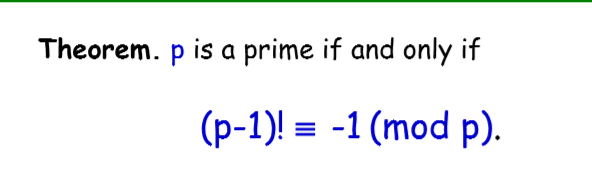 Theorem. p is a prime if and only if
(p-1)! ≡ -1 (mod p).